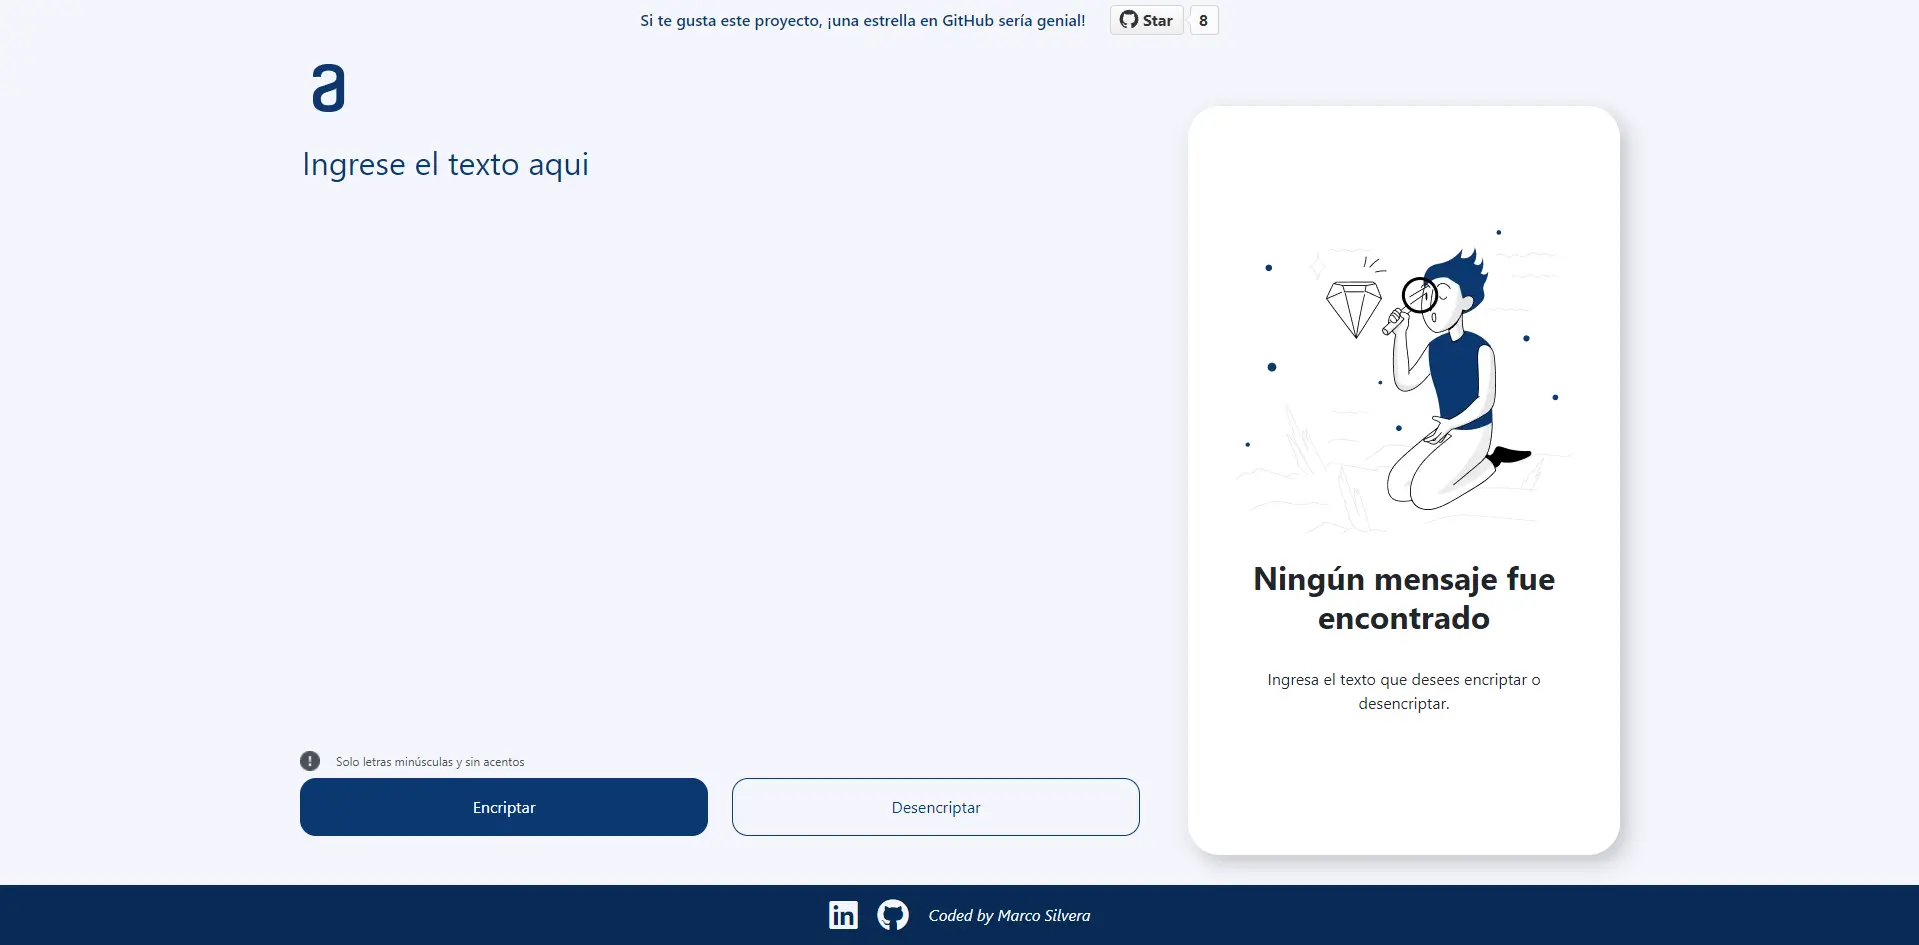 Si te gusta este proyecto, ¡una estrella en GitHub sería genial!
Star
8
a
Ingrese el texto aqui
Ningún mensaje fue
encontrado
Ingresa el texto que desees encriptar o
desencriptar.
Solo letras minúsculas y sin acentos
Encriptar
Desencriptar
in
Coded by Marco Silvera